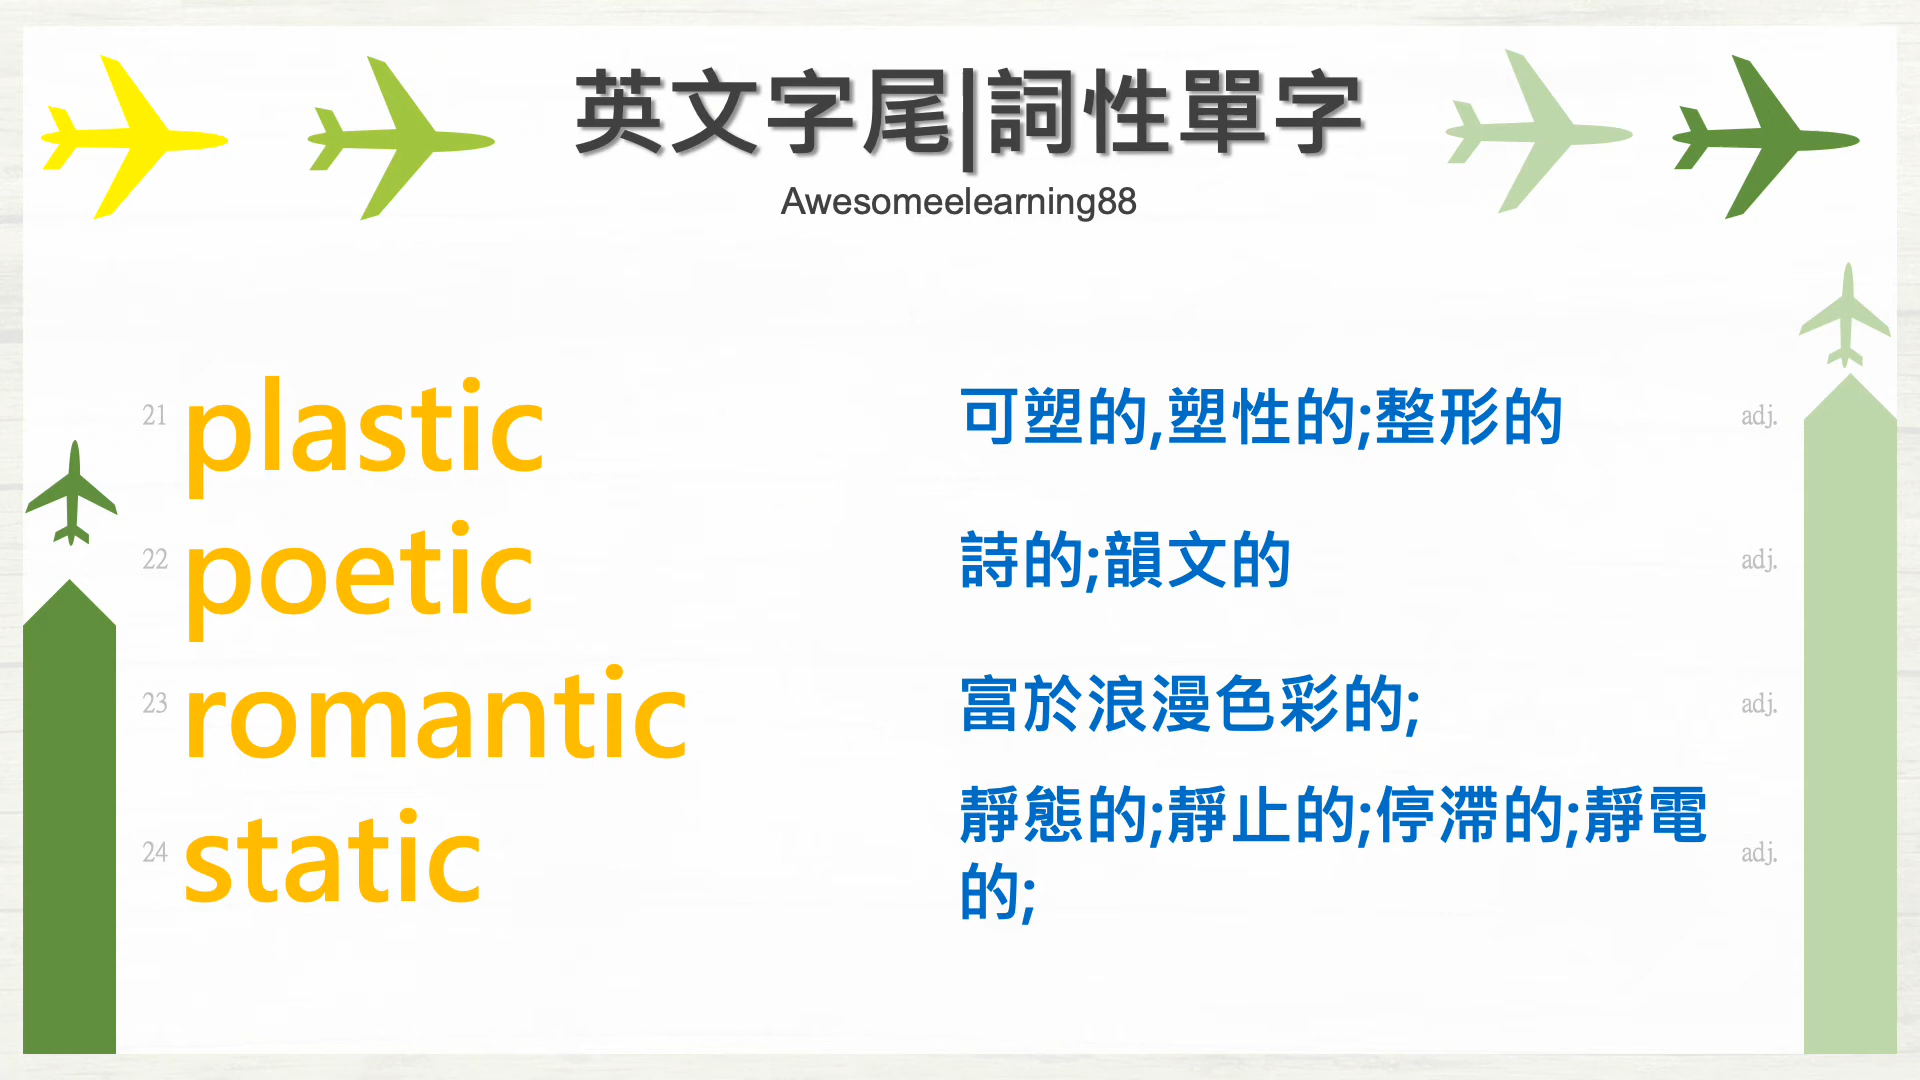 英文字尾|詞性單字
Awesomeelearning88
21 plastic 可塑的,塑性的;整形的 adj.
22 poetic 詩的;韻文的 adj.
23 romantic 富於浪漫色彩的; adj.
24 static 靜態的;靜止的;停滯的;靜電 adj.
的;